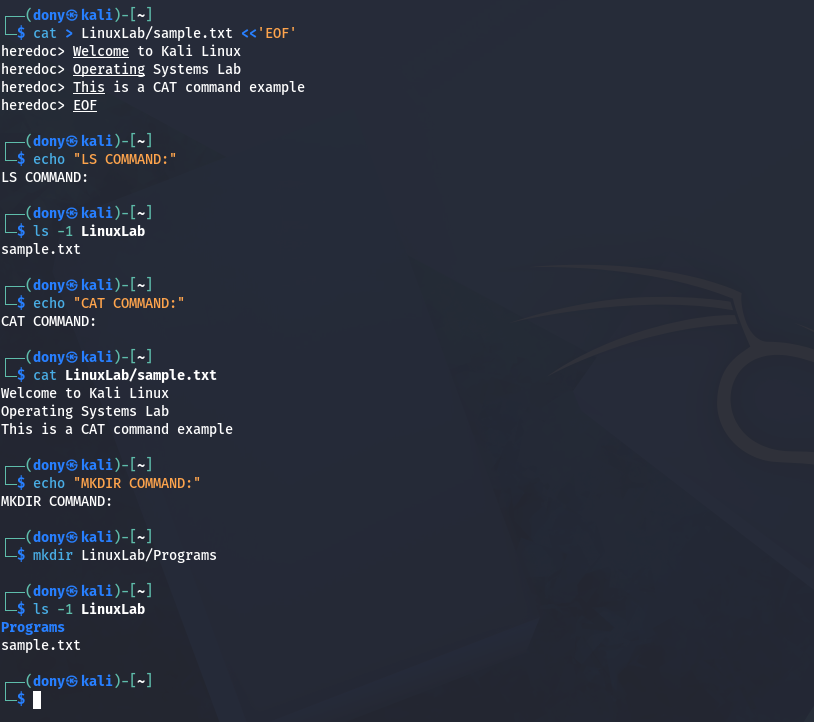 ┌──(dony㉿kali)-[~]
└─$ cat > LinuxLab/sample.txt <<'EOF'
heredoc> Welcome to Kali Linux
heredoc> Operating Systems Lab
heredoc> This is a CAT command example
heredoc> EOF
┌──(dony㉿kali)-[~]
└─$ echo "LS COMMAND:"
LS COMMAND:
┌──(dony㉿kali)-[~]
└─$ ls -1 LinuxLab
sample.txt
┌──(dony㉿kali)-[~]
└─$ echo "CAT COMMAND:"
CAT COMMAND:
┌──(dony㉿kali)-[~]
└─$ cat LinuxLab/sample.txt
Welcome to Kali Linux
Operating Systems Lab
This is a CAT command example
┌──(dony㉿kali)-[~]
└─$ echo "MKDIR COMMAND:"
MKDIR COMMAND:
┌──(dony㉿kali)-[~]
└─$ mkdir LinuxLab/Programs
┌──(dony㉿kali)-[~]
└─$ ls -1 LinuxLab
Programs
sample.txt
┌──(dony㉿kali)-[~]
└─$